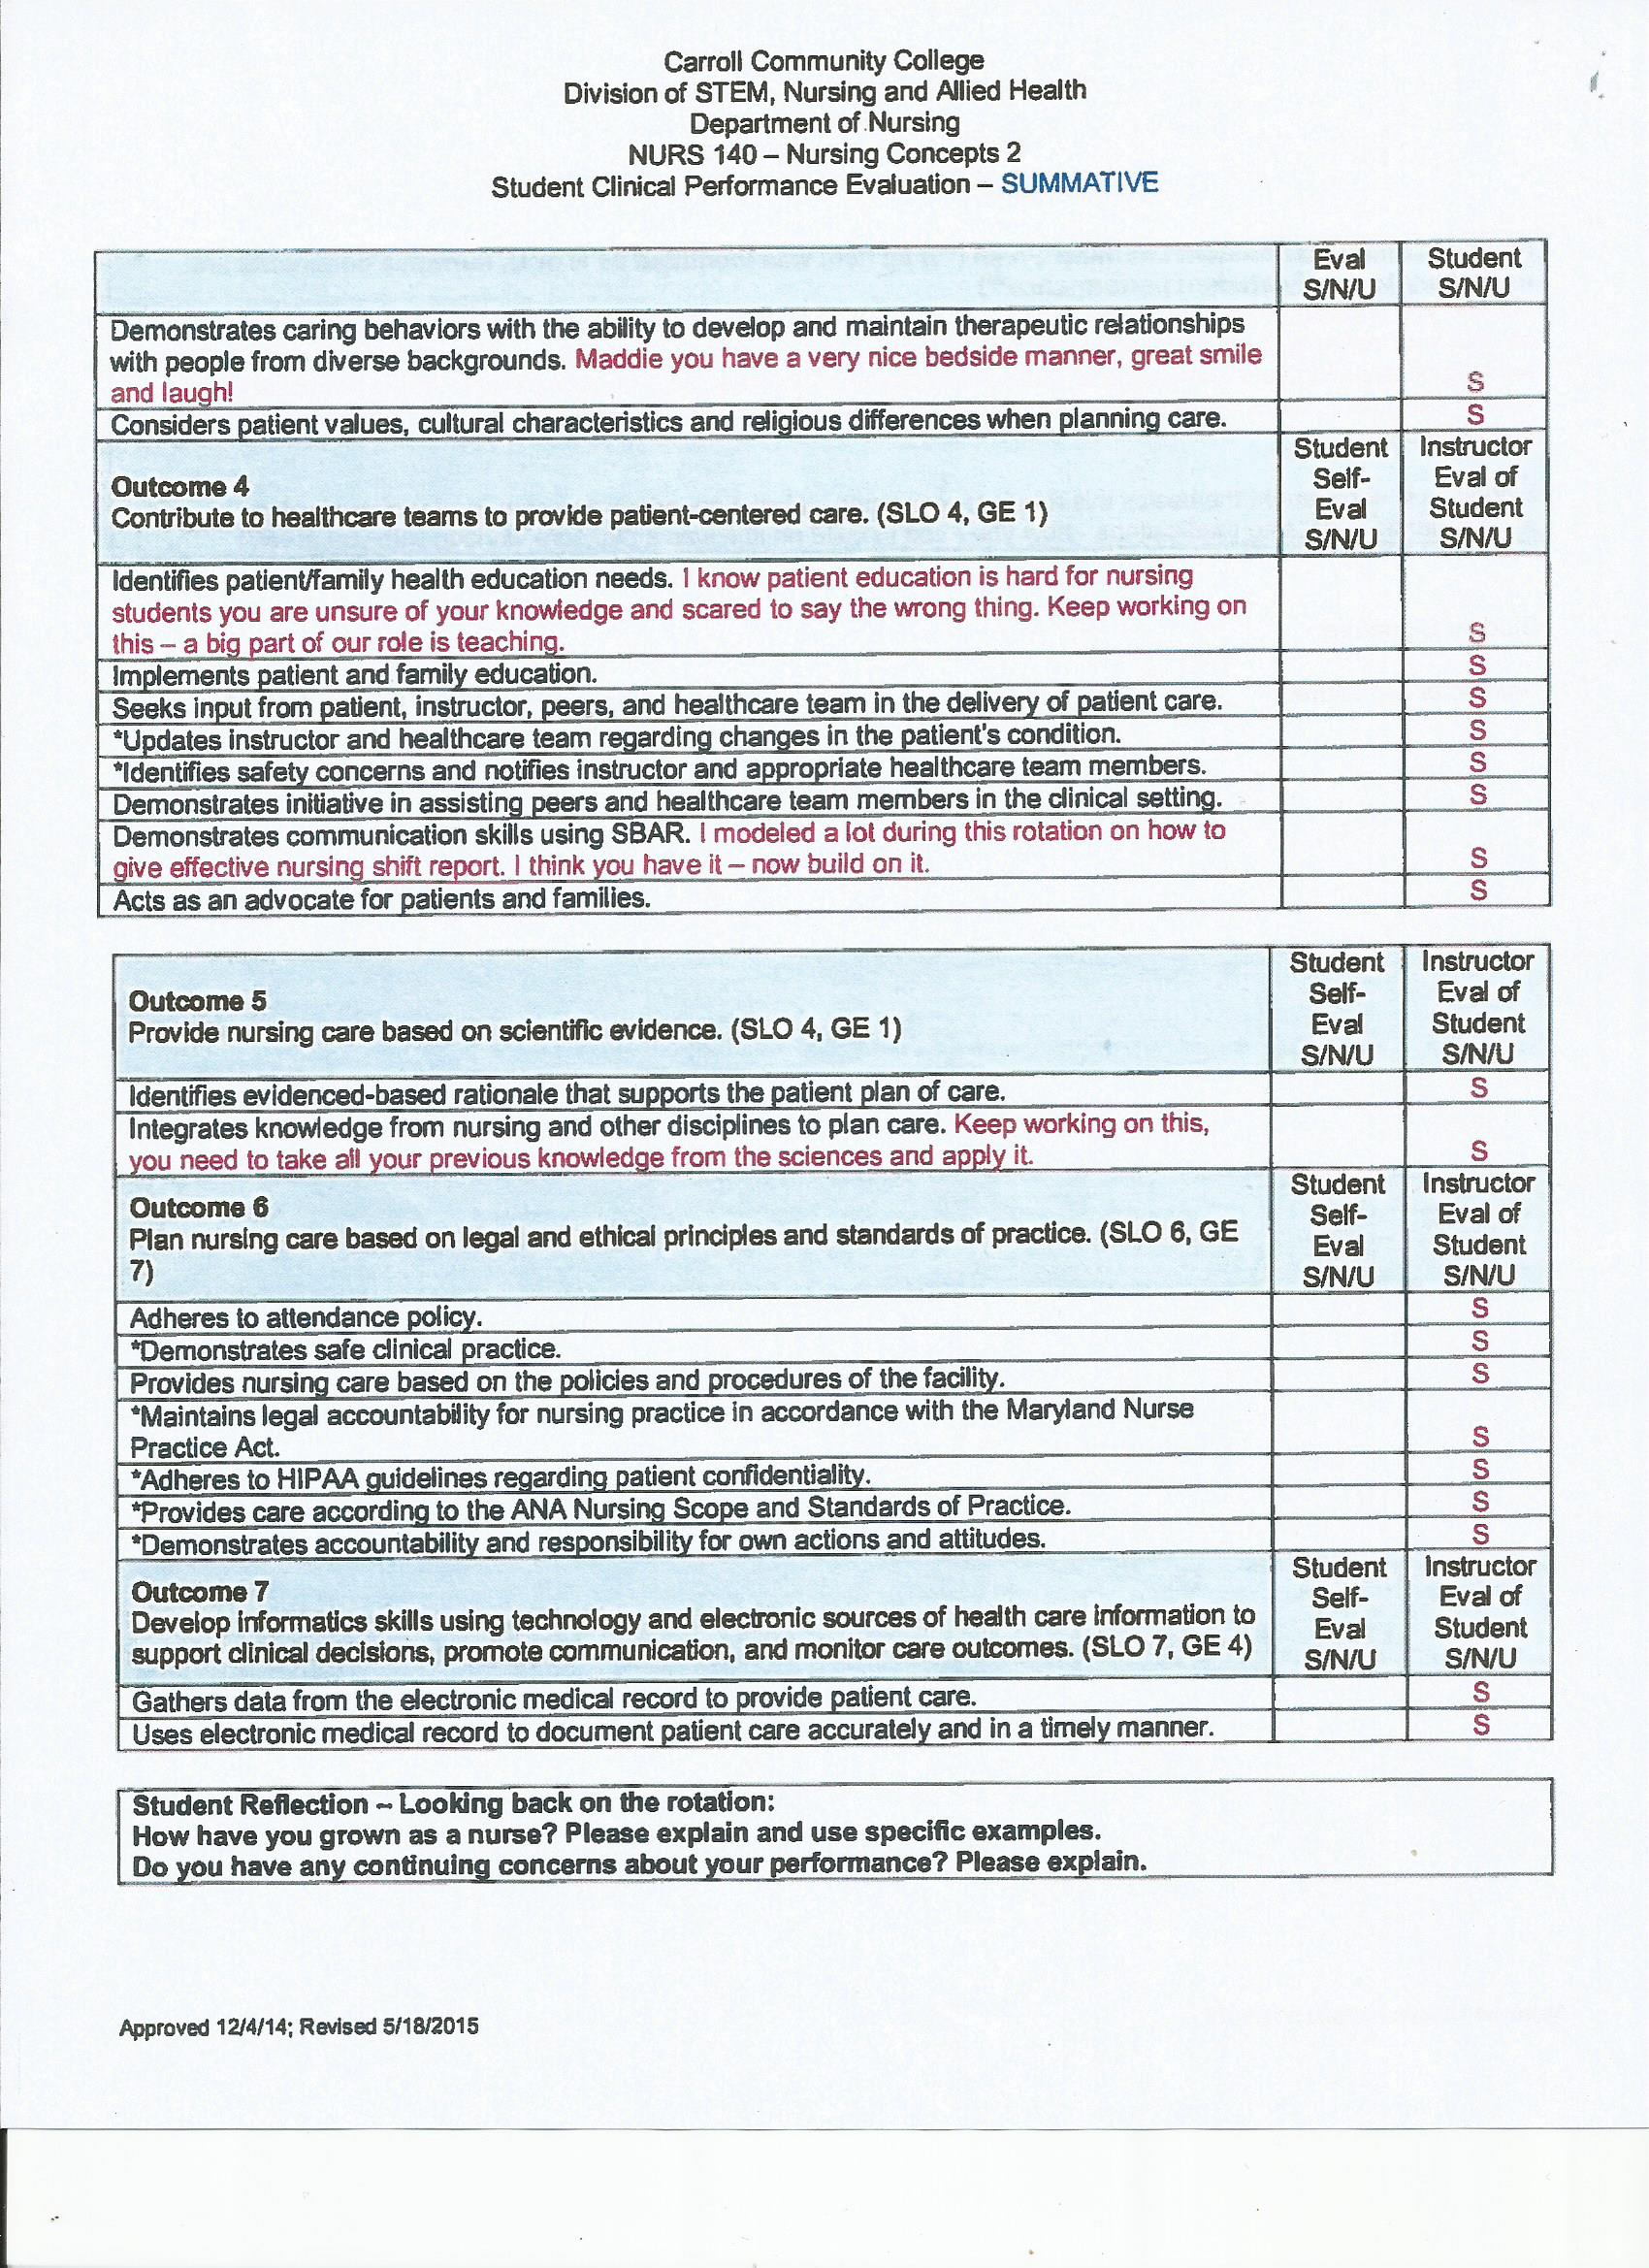 Carroll Community College
Division of STEM, Nursing and Allied Health
Department of Nursing
NURS 140 – Nursing Concepts 2
Student Clinical Performance Evaluation – SUMMATIVE
Eval Student
S/N/U S/N/U
Demonstrates caring behaviors with the ability to develop and maintain therapeutic relationships
with people from diverse backgrounds. Maddie you have a very nice bedside manner, great smile
and laugh! S
Considers patient values, cultural characteristics and religious differences when planning care. S
Student Instructor
Outcome 4 Self- Eval of
Contribute to healthcare teams to provide patient-centered care. (SLO 4, GE 1) Eval Student
S/N/U S/N/U
Identifies patient/family health education needs. I know patient education is hard for nursing
students you are unsure of your knowledge and scared to say the wrong thing. Keep working on
this – a big part of our role is teaching. S
Implements patient and family education. S
Seeks input from patient, instructor, peers, and healthcare team in the delivery of patient care. S
*Updates instructor and healthcare team regarding changes in the patient's condition. S
*Identifies safety concerns and notifies instructor and appropriate healthcare team members. S
Demonstrates initiative in assisting peers and healthcare team members in the clinical setting. S
Demonstrates communication skills using SBAR. I modeled a lot during this rotation on how to
give effective nursing shift report. I think you have it – now build on it. S
Acts as an advocate for patients and families. S
Student Instructor
Outcome 5 Self- Eval of
Provide nursing care based on scientific evidence. (SLO 4, GE 1) Eval Student
S/N/U S/N/U
Identifies evidenced-based rationale that supports the patient plan of care. S
Integrates knowledge from nursing and other disciplines to plan care. Keep working on this,
you need to take all your previous knowledge from the sciences and apply it. S
Student Instructor
Outcome 6 Self- Eval of
Plan nursing care based on legal and ethical principles and standards of practice. (SLO 6, GE Eval Student
7) S/N/U S/N/U
Adheres to attendance policy. S
*Demonstrates safe clinical practice. S
Provides nursing care based on the policies and procedures of the facility. S
*Maintains legal accountability for nursing practice in accordance with the Maryland Nurse
Practice Act. S
*Adheres to HIPAA guidelines regarding patient confidentiality. S
*Provides care according to the ANA Nursing Scope and Standards of Practice. S
*Demonstrates accountability and responsibility for own actions and attitudes. S
Student Instructor
Outcome 7 Self- Eval of
Develop informatics skills using technology and electronic sources of health care information to Eval Student
support clinical decisions, promote communication, and monitor care outcomes. (SLO 7, GE 4) S/N/U S/N/U
Gathers data from the electronic medical record to provide patient care. S
Uses electronic medical record to document patient care accurately and in a timely manner. S
Student Reflection – Looking back on the rotation:
How have you grown as a nurse? Please explain and use specific examples.
Do you have any continuing concerns about your performance? Please explain.
Approved 12/4/14; Revised 5/18/2015